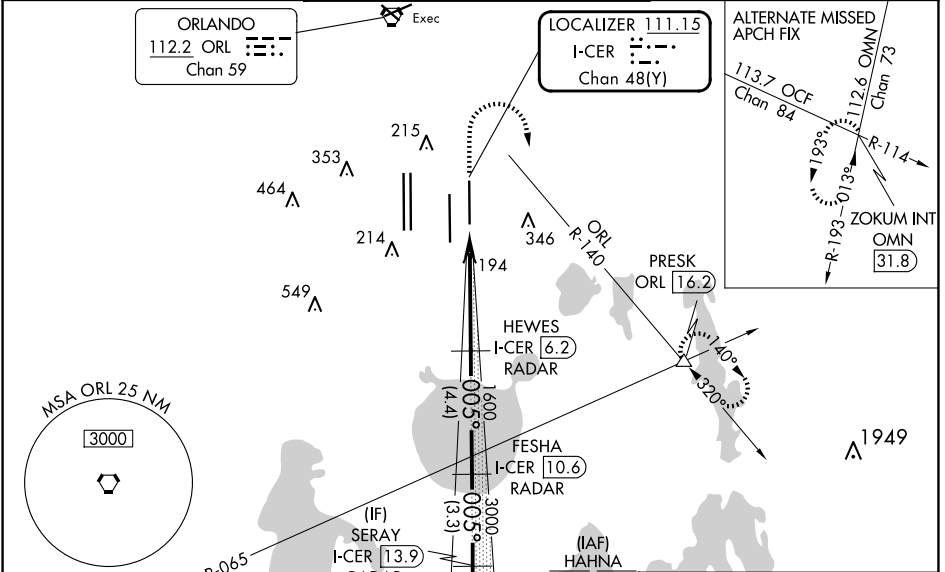 ORLANDO
112.2 ORL
Chan 59
Exec
LOCALIZER 111.15
I-CER
Chan 48(Y)
ALTERNATE MISSED
APCH FIX
113.7 OCF
Chan 84
112.6 OMN
Chan 73
193°
013°
R-114
R-193
ZOKUM INT
OMN
31.8
215
353
464
214
549
346
194
ORL
R-140
PRESK
ORL 16.2
140°
320°
HEWES
I-CER 6.2
RADAR
1600
005°
(4.4)
FESHA
I-CER 10.6
RADAR
3000
005°
(3.3)
MSA ORL 25 NM
3000
1949
(IF)
SERAY
I-CER 13.9
RADAR
R-065
(IAF)
HAHNA